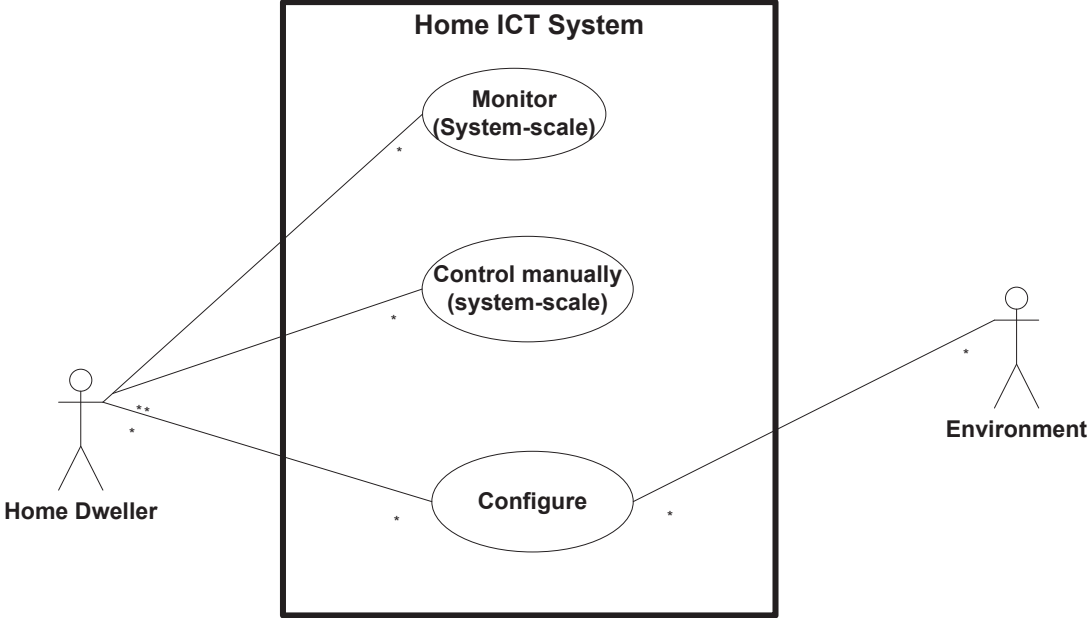 Home ICT System
Monitor
(System-scale)
*
Control manually
(system-scale)
*
*
**
*
Environment
Configure
Home Dweller
*
*